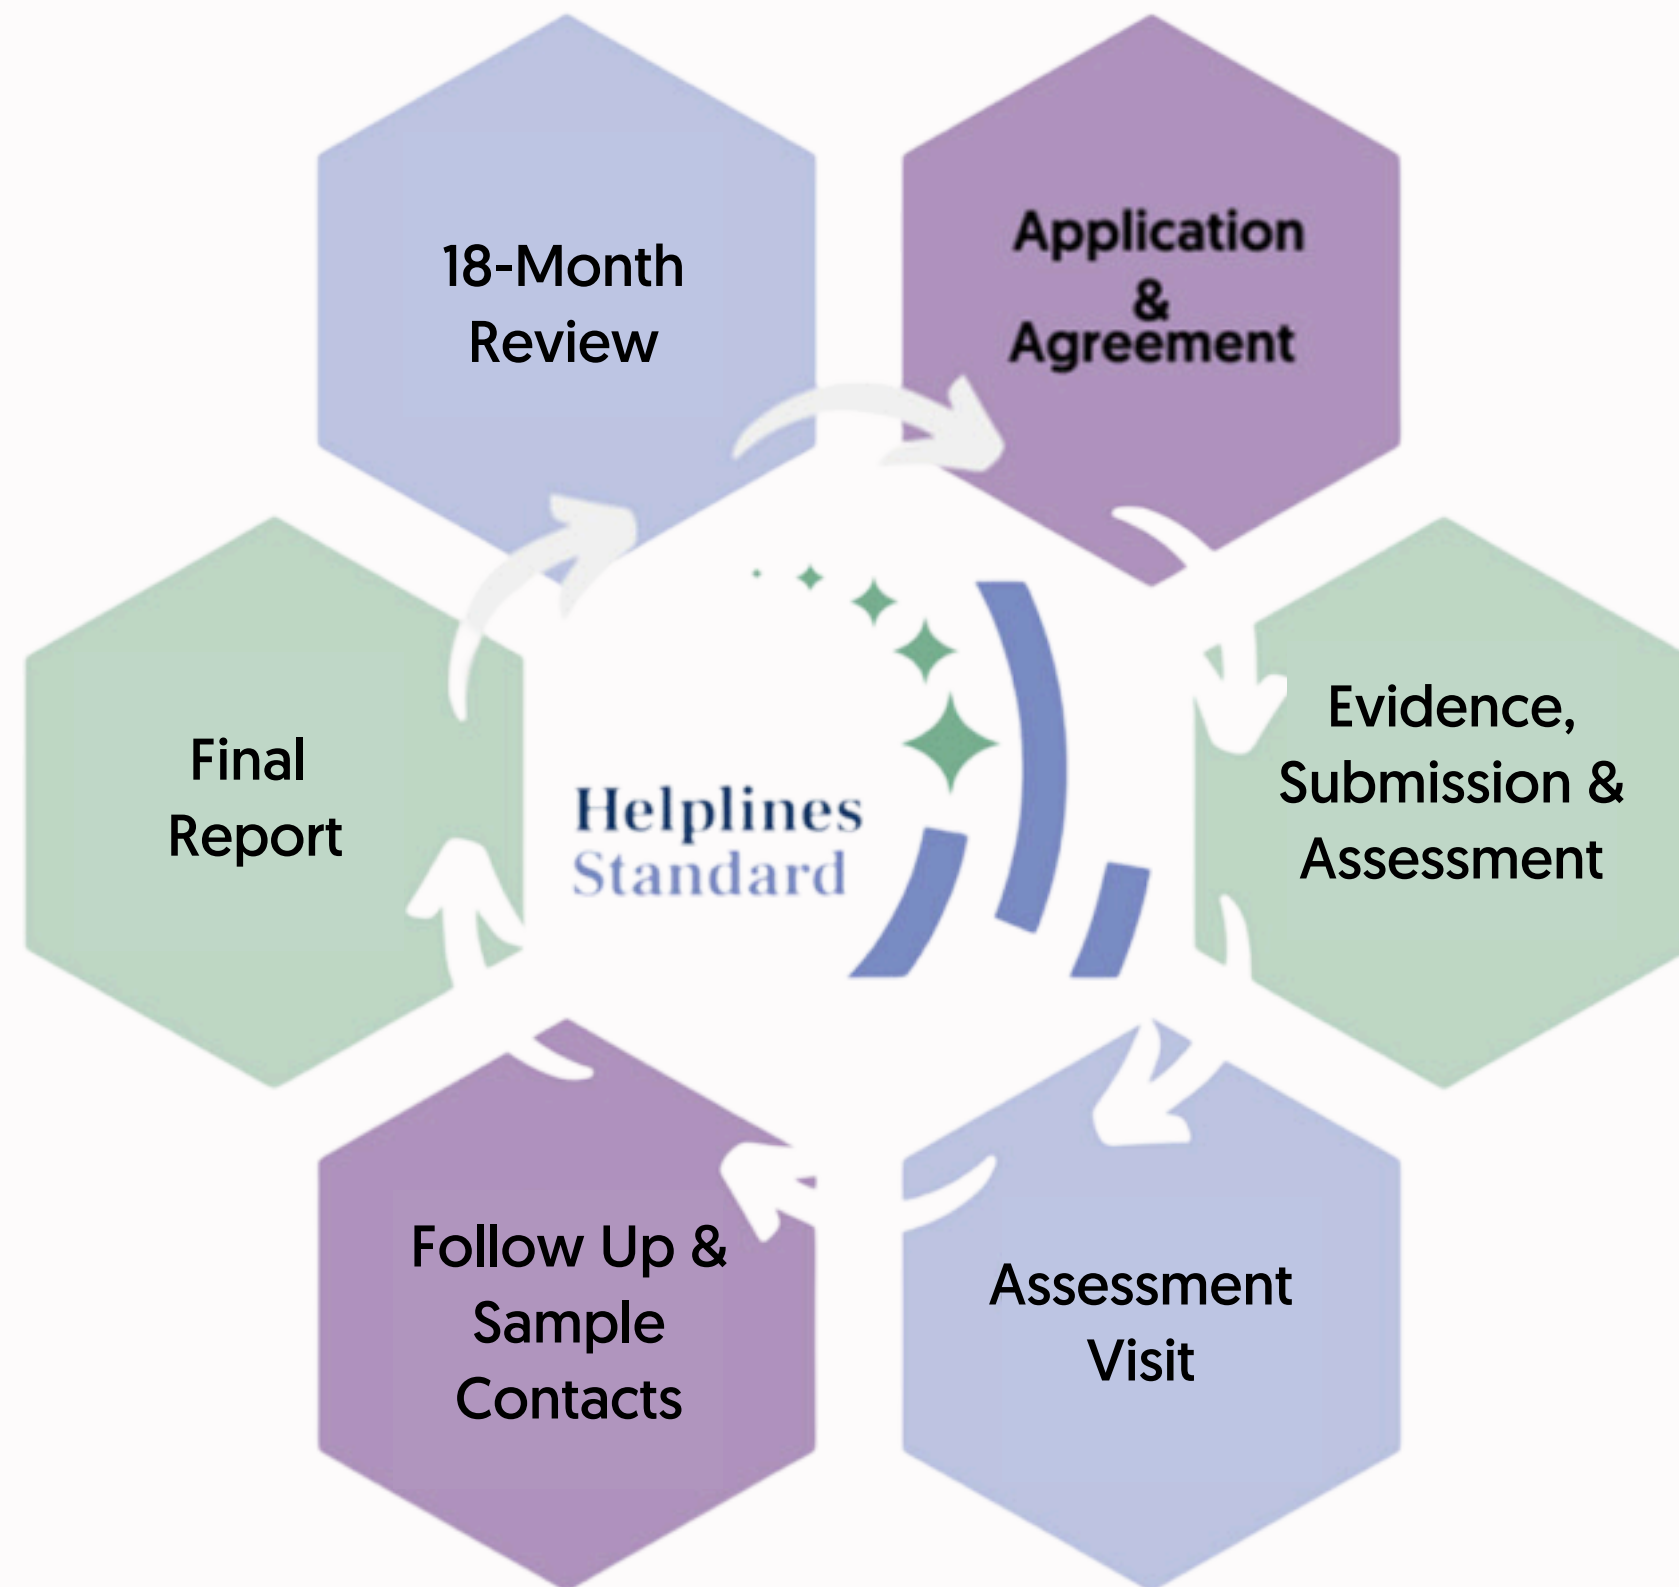 18-Month
Review
Application
&
Agreement
Evidence,
Submission &
Assessment
Final
Report
Helplines
Standard
Follow Up &
Sample
Contacts
Assessment
Visit